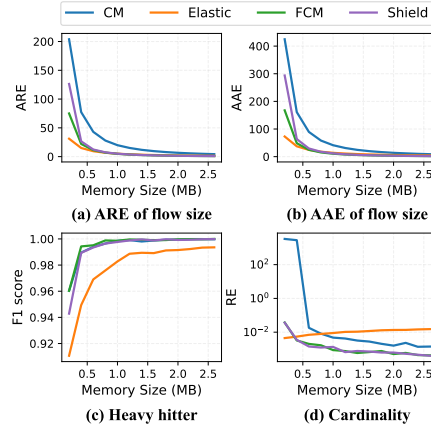 CM Elastic FCM Shield
200
150
100
50
0
ARE
0.5 1.0 1.5 2.0 2.5
Memory Size (MB)
(a) ARE of flow size
400
300
200
100
0
AAE
0.5 1.0 1.5 2.0 2.5
Memory Size (MB)
(b) AAE of flow size
1.00
0.98
0.96
0.94
0.92
F1 score
0.5 1.0 1.5 2.0 2.5
Memory Size (MB)
(c) Heavy hitter
10²
10⁰
10⁻²
RE
0.5 1.0 1.5 2.0 2.5
Memory Size (MB)
(d) Cardinality